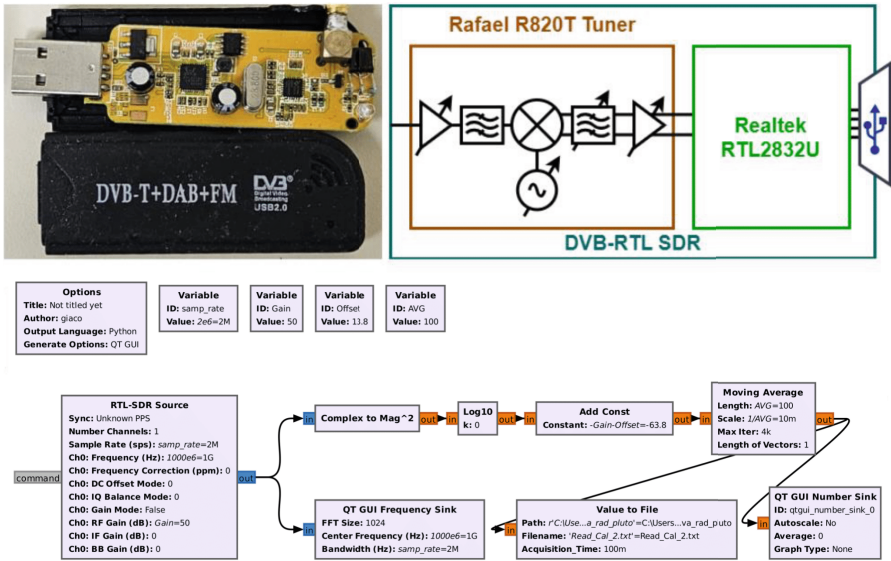 DVB-T+DAB+FM
DVB
Digital Video
Broadcasting
USB2.0
Rafael R820T Tuner
Realtek
RTL2832U
DVB-RTL SDR
Options
Title: Not titled yet
Author: giaco
Output Language: Python
Generate Options: QT GUI
Variable
ID: samp_rate
Value: 2e6=2M
Variable
ID: Gain
Value: 50
Variable
ID: Offset
Value: 13.8
Variable
ID: AVG
Value: 100
RTL-SDR Source
Sync: Unknown PPS
Number Channels: 1
Sample Rate (sps): samp_rate=2M
Ch0: Frequency (Hz): 1000e6=1G
Ch0: Frequency Correction (ppm): 0
Ch0: DC Offset Mode: 0
Ch0: IQ Balance Mode: 0
Ch0: Gain Mode: False
Ch0: RF Gain (dB): Gain=50
Ch0: IF Gain (dB): 0
Ch0: BB Gain (dB): 0
command
out
in
Complex to Mag^2
out
in
Log10
k: 0
out
in
Add Const
Constant: -Gain-Offset=-63.8
out
in
Moving Average
Length: AVG=100
Scale: 1/AVG=10m
Max Iter: 4k
Length of Vectors: 1
out
in
QT GUI Frequency Sink
FFT Size: 1024
Center Frequency (Hz): 1000e6=1G
Bandwidth (Hz): samp_rate=2M
in
Value to File
Path: r'C:\Use...a_rad_pluto'=C:\Users...va_rad_puto
Filename: 'Read_Cal_2.txt'=Read_Cal_2.txt
Acquisition_Time: 100m
in
QT GUI Number Sink
ID: qtgui_number_sink_0
Autoscale: No
Average: 0
Graph Type: None